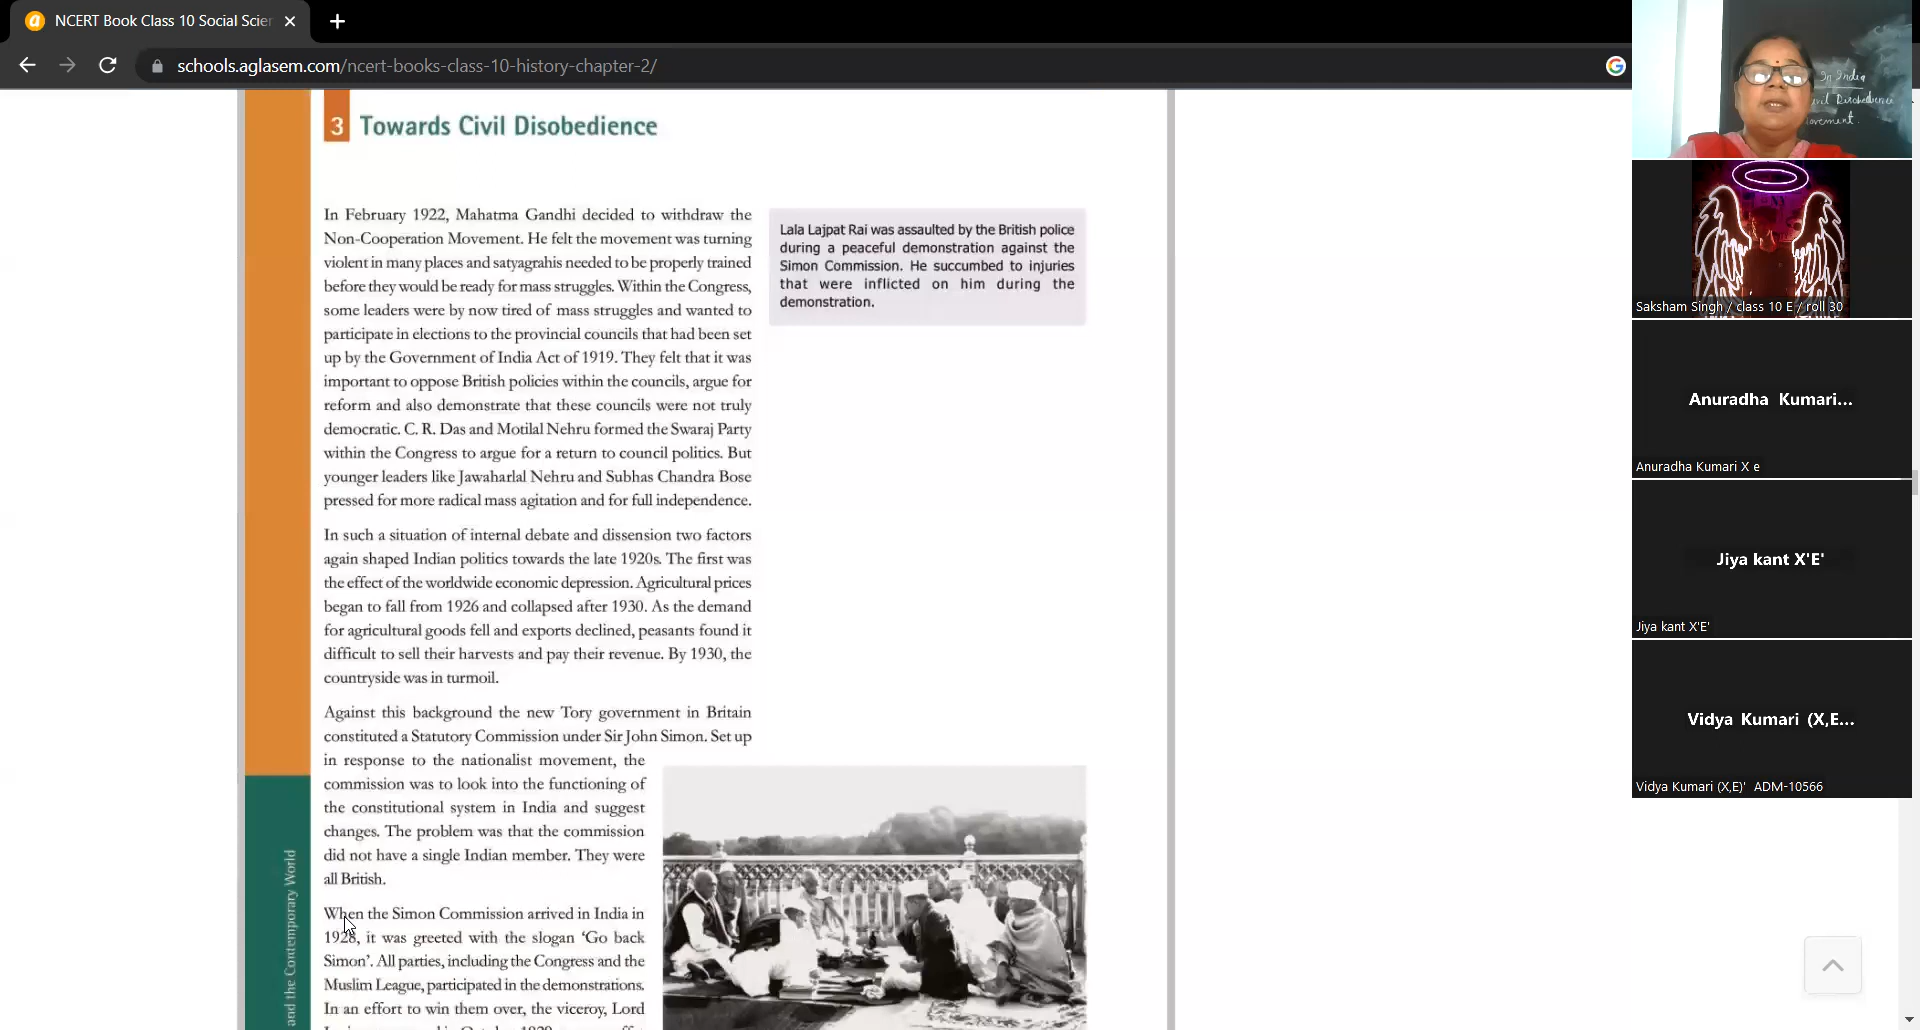 NCERT Book Class 10 Social Scien
schools.aglasem.com/ncert-books-class-10-history-chapter-2/
3 Towards Civil Disobedience
In February 1922, Mahatma Gandhi decided to withdraw the
Non-Cooperation Movement. He felt the movement was turning
violent in many places and satyagrahis needed to be properly trained
before they would be ready for mass struggles. Within the Congress,
some leaders were by now tired of mass struggles and wanted to
participate in elections to the provincial councils that had been set
up by the Government of India Act of 1919. They felt that it was
important to oppose British policies within the councils, argue for
reform and also demonstrate that these councils were not truly
democratic. C. R. Das and Motilal Nehru formed the Swaraj Party
within the Congress to argue for a return to council politics. But
younger leaders like Jawaharlal Nehru and Subhas Chandra Bose
pressed for more radical mass agitation and for full independence.
In such a situation of internal debate and dissension two factors
again shaped Indian politics towards the late 1920s. The first was
the effect of the worldwide economic depression. Agricultural prices
began to fall from 1926 and collapsed after 1930. As the demand
for agricultural goods fell and exports declined, peasants found it
difficult to sell their harvests and pay their revenue. By 1930, the
countryside was in turmoil.
Against this background the new Tory government in Britain
constituted a Statutory Commission under Sir John Simon. Set up
in response to the nationalist movement, the
commission was to look into the functioning of
the constitutional system in India and suggest
changes. The problem was that the commission
did not have a single Indian member. They were
all British.
When the Simon Commission arrived in India in
1928, it was greeted with the slogan ‘Go back
Simon’. All parties, including the Congress and the
Muslim League, participated in the demonstrations.
In an effort to win them over, the viceroy, Lord
Lala Lajpat Rai was assaulted by the British police
during a peaceful demonstration against the
Simon Commission. He succumbed to injuries
that were inflicted on him during the
demonstration.
and the Contemporary World
In India
Civil Disobedience
Movement.
Saksham Singh / class 10 E / roll 30
Anuradha Kumari...
Anuradha Kumari X e
Jiya kant X'E'
Jiya kant X'E'
Vidya Kumari (X,E...
Vidya Kumari (X,E)' ADM-10566